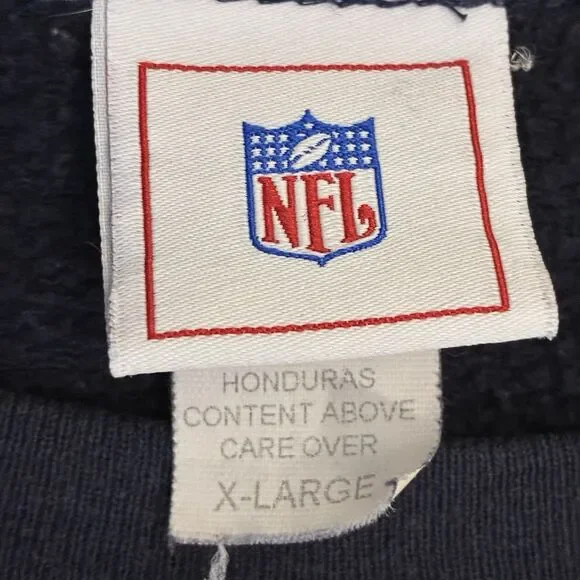 NFL
HONDURAS
CONTENT ABOVE
CARE OVER
X-LARGE